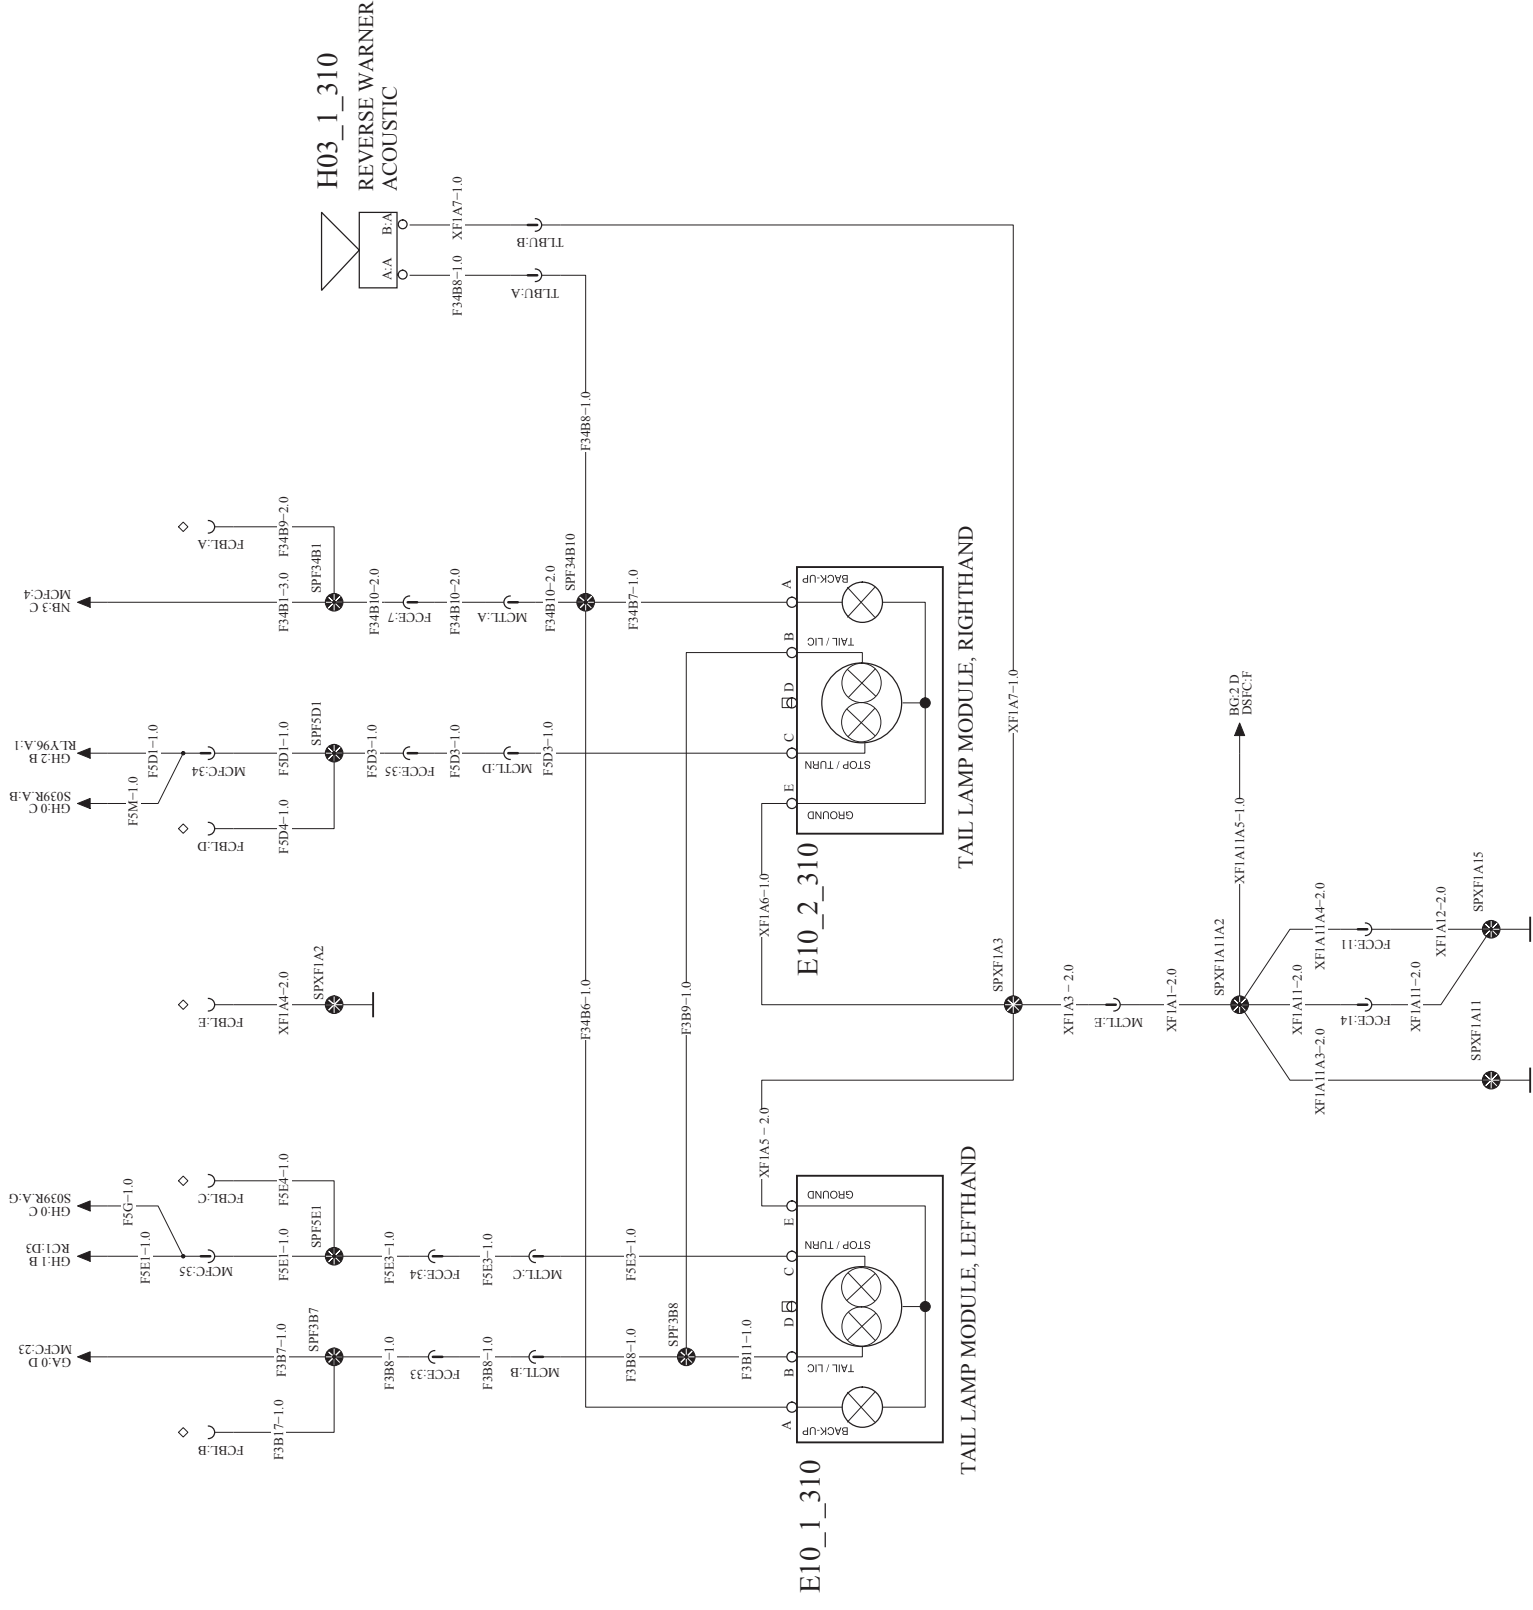 H03_1_310
REVERSE WARNER
ACOUSTIC
A:A
B:A
F34B8-1.0
XF1A7-1.0
TLBU:A
TLBU:B
F34B8-1.0
NB:3 C
MCFC:4
F34B1-3.0
F34B9-2.0
FCBL:A
SPF34B1
F34B10-2.0
FCCE:7
F34B10-2.0
MCTL:A
F34B10-2.0
SPF34B10
F34B7-1.0
GH:2 B
RLY96.A:1
F5D1-1.0
GH:0 C
S039R.A:B
F5M-1.0
MCFC:34
F5D1-1.0
F5D4-1.0
FCBL:D
SPF5D1
F5D3-1.0
FCCE:35
F5D3-1.0
MCTL:D
F5D3-1.0
FCBL:E
XF1A4-2.0
SPXF1A2
F34B6-1.0
F3B9-1.0
GH:0 C
S039R.A:G
F5G-1.0
GH:1 B
RC1:D3
F5E1-1.0
MCFC:35
F5E1-1.0
FCBL:C
F5E4-1.0
SPF5E1
F5E3-1.0
FCCE:34
F5E3-1.0
MCTL:C
F5E3-1.0
GA:0 D
MCFC:23
F3B7-1.0
FCBL:B
F3B17-1.0
SPF3B7
F3B8-1.0
FCCE:33
F3B8-1.0
MCTL:B
F3B8-1.0
SPF3B8
F3B11-1.0
E10_1_310
A
B
D
C
E
BACK-UP
TAIL / LIC
STOP / TURN
GROUND
TAIL LAMP MODULE, LEFTHAND
XF1A5-2.0
E10_2_310
E
C
D
B
A
GROUND
STOP / TURN
TAIL / LIC
BACK-UP
TAIL LAMP MODULE, RIGHTHAND
XF1A6-1.0
XF1A7-1.0
SPXF1A3
XF1A3-2.0
MCTL:E
XF1A1-2.0
SPXF1A11A2
XF1A11A5-1.0
BG:2 D
DSFC:F
XF1A11A3-2.0
XF1A11-2.0
XF1A11A4-2.0
FCCE:14
FCCE:11
XF1A11-2.0
XF1A12-2.0
SPXF1A11
SPXF1A15